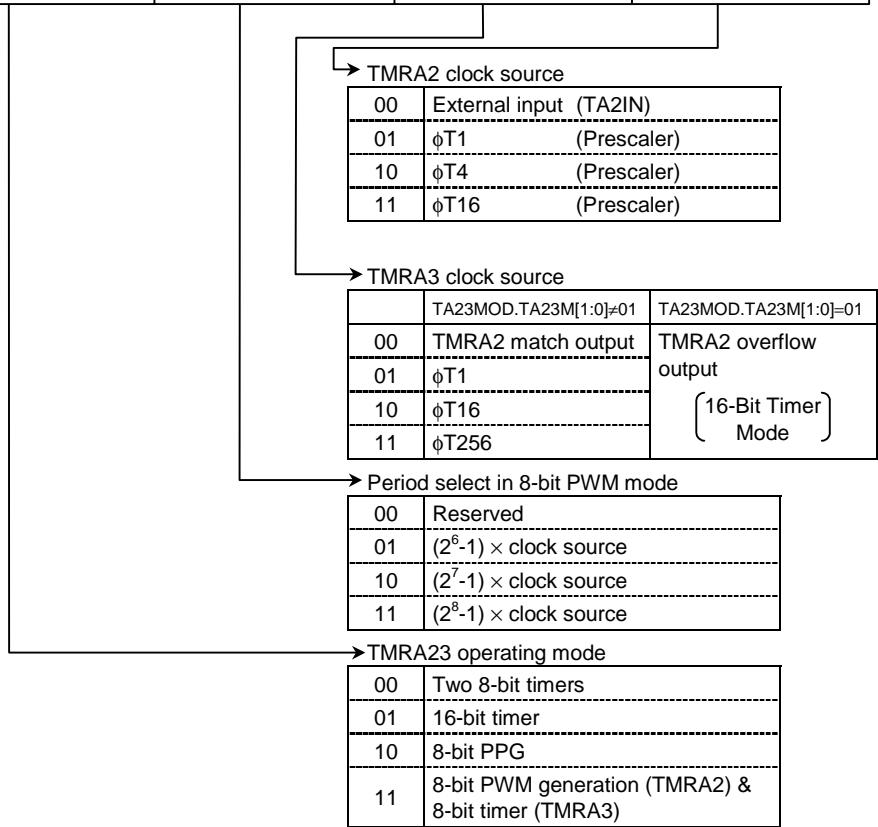 TMRA2 clock source
00 External input (TA2IN)
01 ϕT1 (Prescaler)
10 ϕT4 (Prescaler)
11 ϕT16 (Prescaler)
TMRA3 clock source
TA23MOD.TA23M[1:0]≠01 TA23MOD.TA23M[1:0]=01
00 TMRA2 match output TMRA2 overflow
01 ϕT1 output
10 ϕT16 16-Bit Timer
11 ϕT256 Mode
Period select in 8-bit PWM mode
00 Reserved
01 (2⁶-1) × clock source
10 (2⁷-1) × clock source
11 (2⁸-1) × clock source
TMRA23 operating mode
00 Two 8-bit timers
01 16-bit timer
10 8-bit PPG
11 8-bit PWM generation (TMRA2) &
8-bit timer (TMRA3)